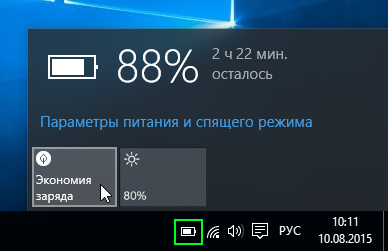 88%
2 ч 22 мин.
осталось
Параметры питания и спящего режима
Экономия
заряда
80%
РУС
10:11
10.08.2015